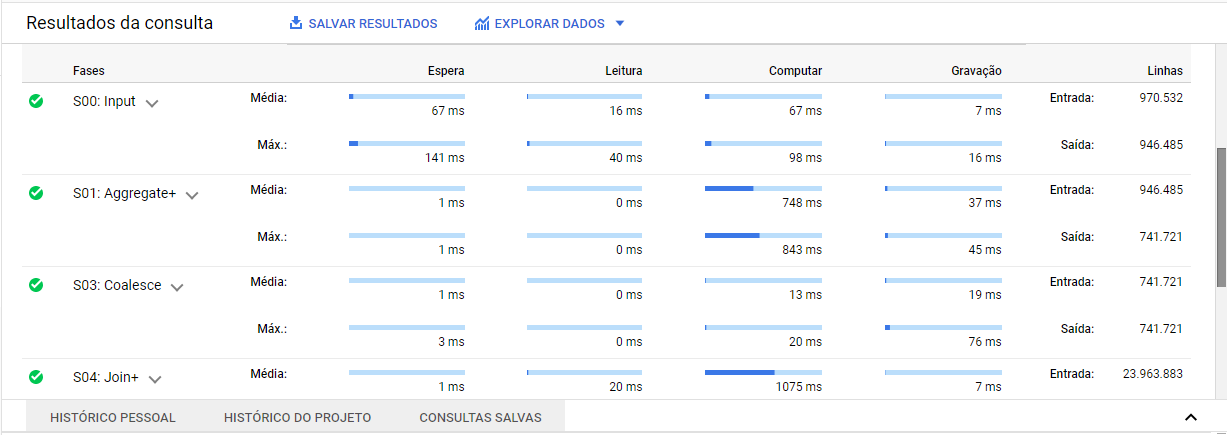 Resultados da consulta SALVAR RESULTADOS EXPLORAR DADOS
Fases Espera Leitura Computar Gravação Linhas
S00: Input Média: 67 ms 16 ms 67 ms 7 ms Entrada: 970.532
Máx.: 141 ms 40 ms 98 ms 16 ms Saída: 946.485
S01: Aggregate+ Média: 1 ms 0 ms 748 ms 37 ms Entrada: 946.485
Máx.: 1 ms 0 ms 843 ms 45 ms Saída: 741.721
S03: Coalesce Média: 1 ms 0 ms 13 ms 19 ms Entrada: 741.721
Máx.: 3 ms 0 ms 20 ms 76 ms Saída: 741.721
S04: Join+ Média: 1 ms 20 ms 1075 ms 7 ms Entrada: 23.963.883
HISTÓRICO PESSOAL HISTÓRICO DO PROJETO CONSULTAS SALVAS